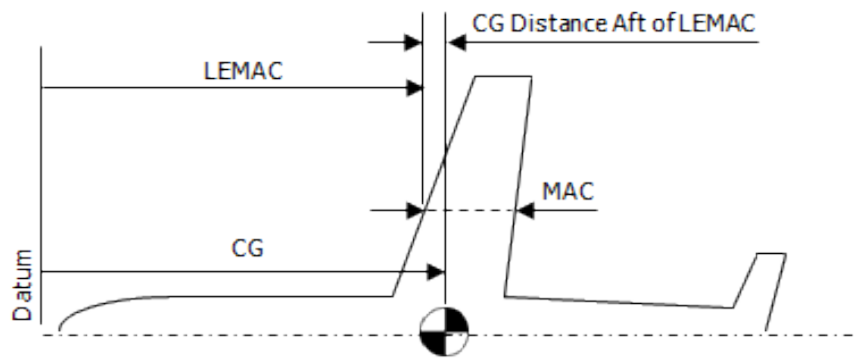 CG Distance Aft of LEMAC
LEMAC
MAC
CG
Datum